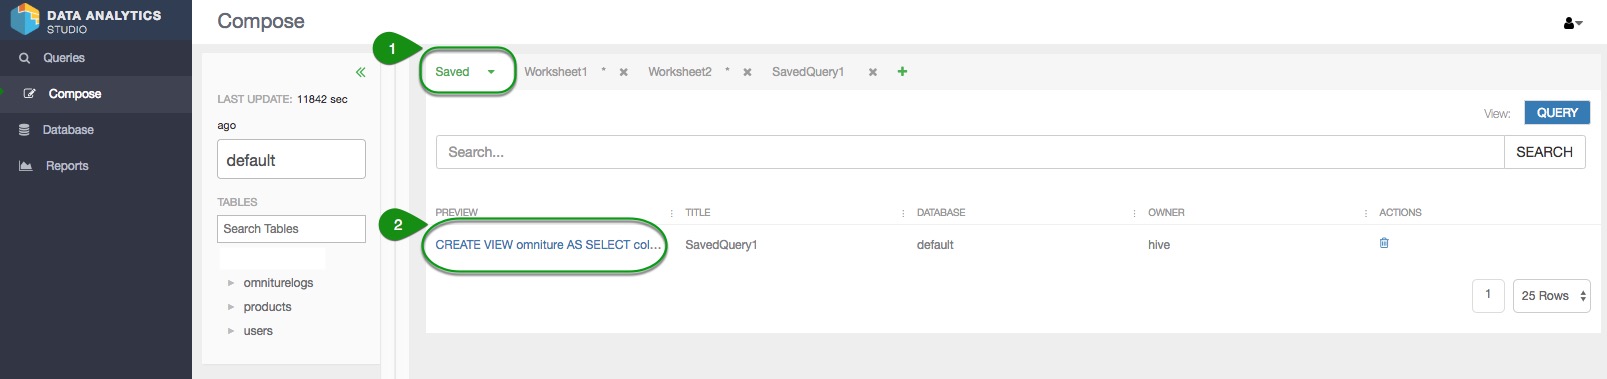 DATA ANALYTICS
STUDIO
Queries
Compose
Database
Reports
Compose
1
LAST UPDATE: 11842 sec
ago
default
TABLES
Search Tables
omniturelogs
products
users
Saved Worksheet1 * Worksheet2 * SavedQuery1
View: QUERY
Search... SEARCH
2
PREVIEW TITLE DATABASE OWNER ACTIONS
CREATE VIEW omniture AS SELECT col... SavedQuery1 default hive
1 25 Rows